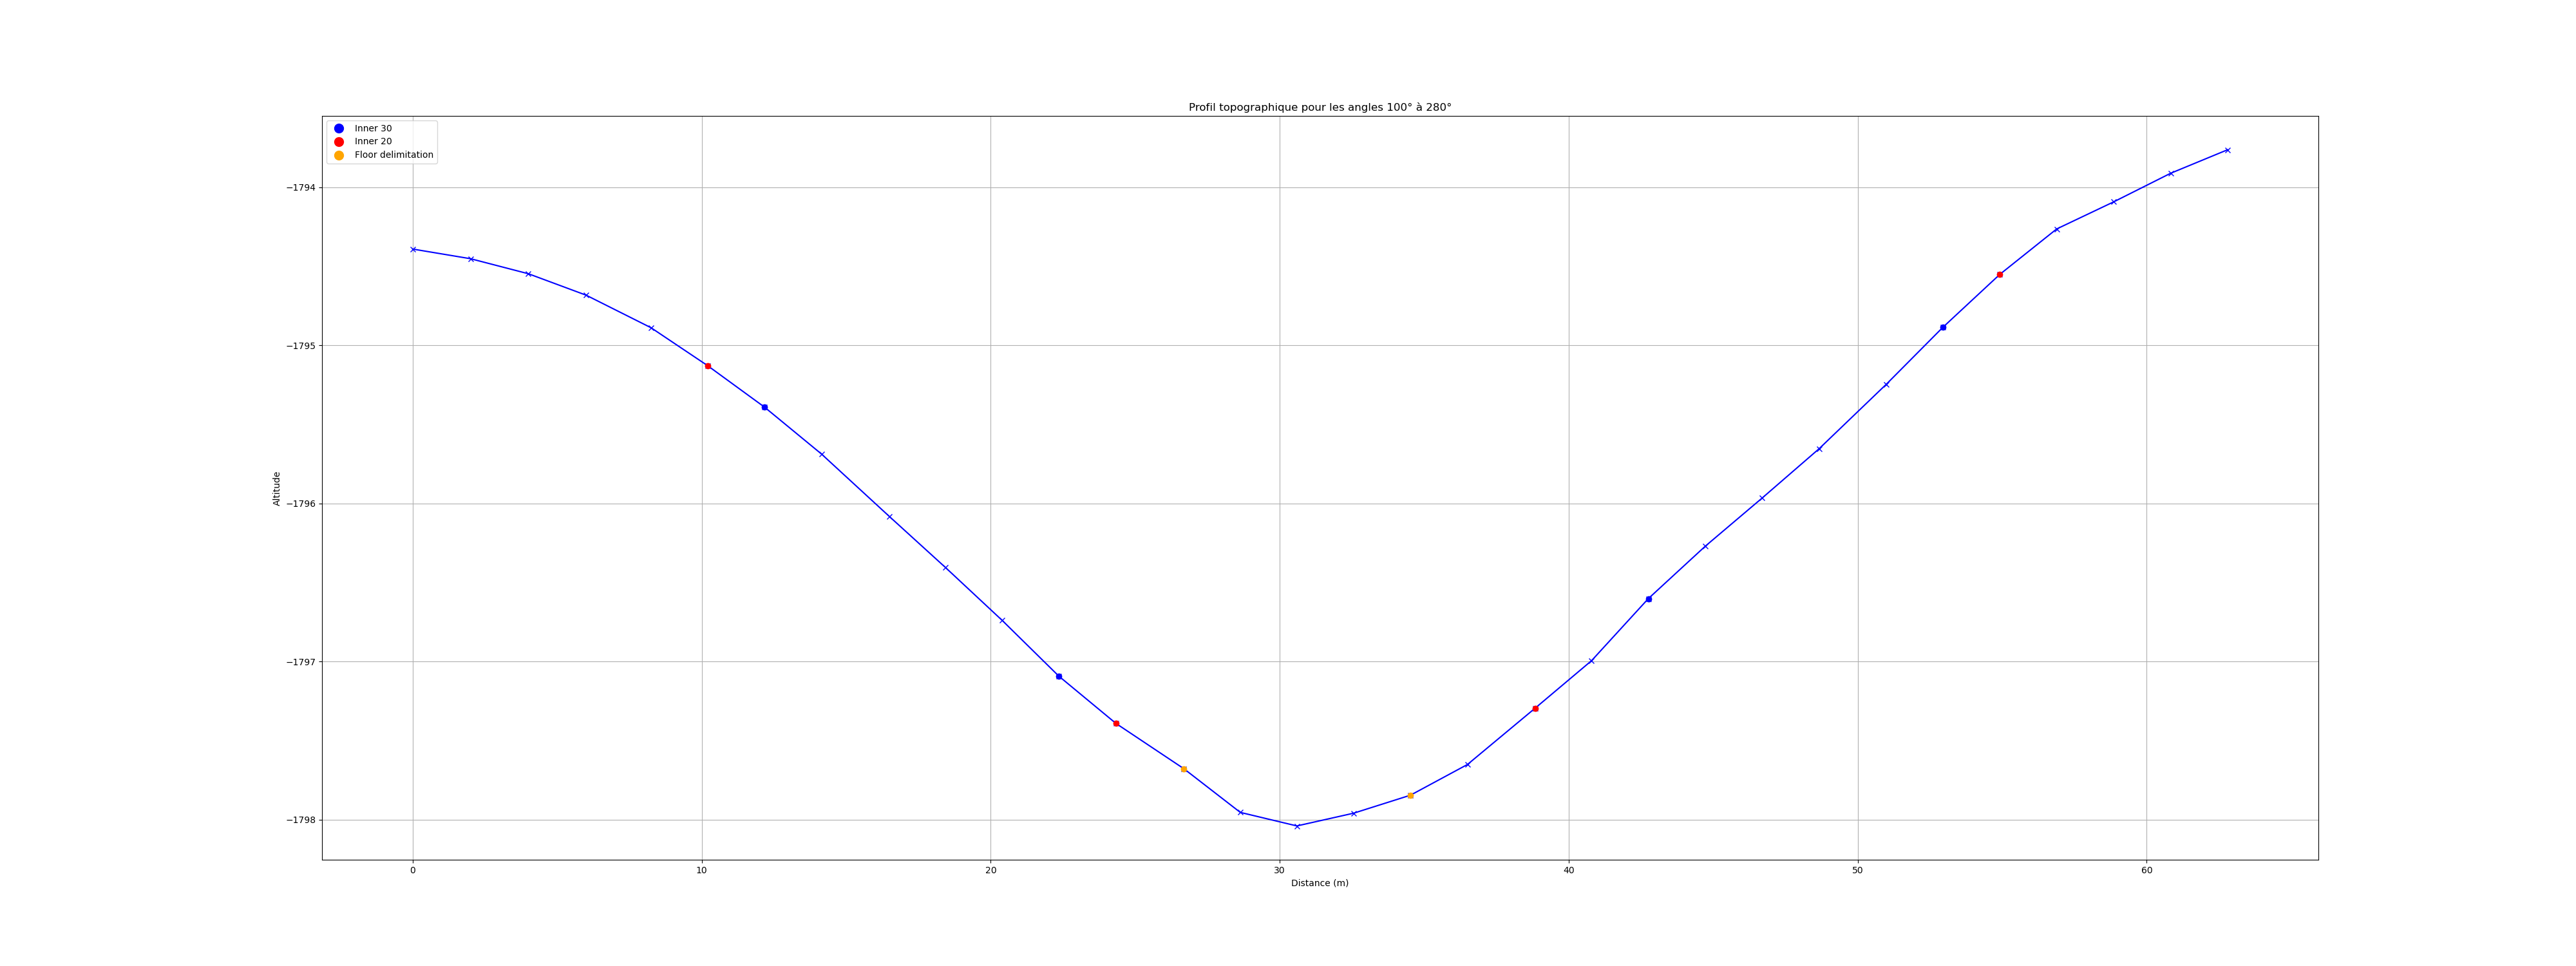 Profil topographique pour les angles 100° à 280°
Inner 30
Inner 20
Floor delimitation
−1794
−1795
−1796
−1797
−1798
Altitude
0 10 20 30 40 50 60
Distance (m)